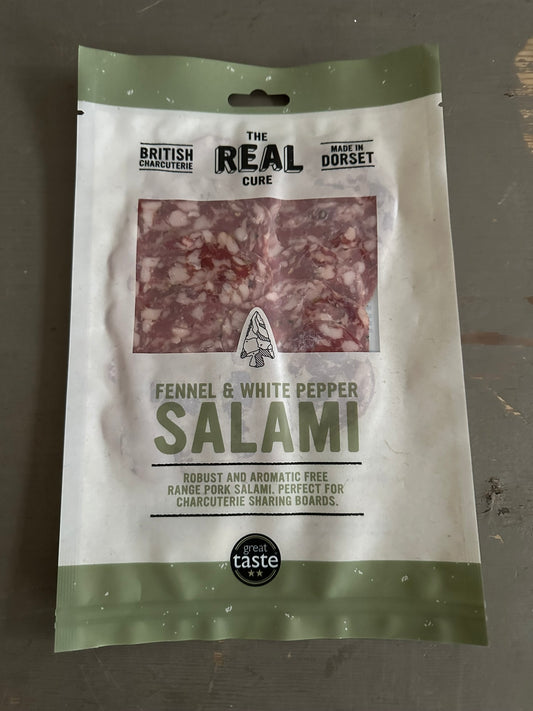 THE
REAL
CURE
BRITISH
CHARCUTERIE
MADE IN
DORSET
FENNEL & WHITE PEPPER
SALAMI
ROBUST AND AROMATIC FREE
RANGE PORK SALAMI. PERFECT FOR
CHARCUTERIE SHARING BOARDS.
great
taste